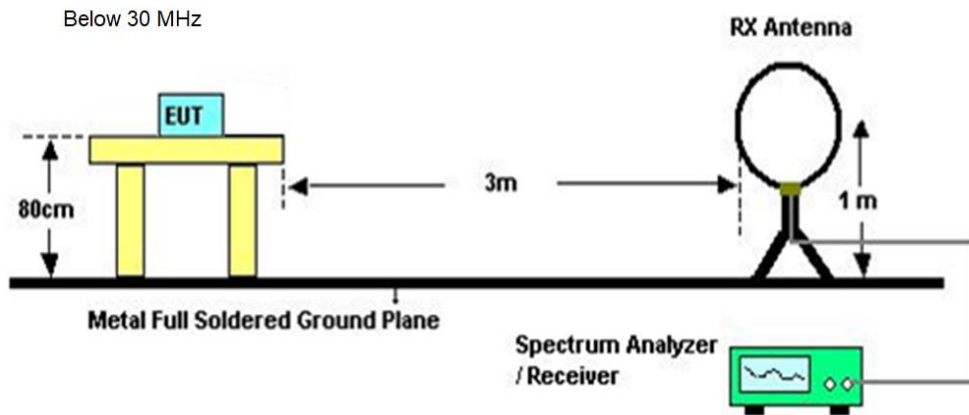 Below 30 MHz
RX Antenna
EUT
80cm
3m
1 m
Metal Full Soldered Ground Plane
Spectrum Analyzer
/ Receiver